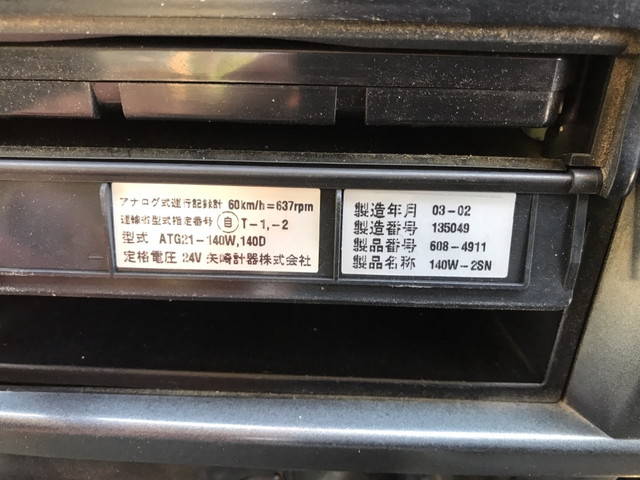 アナログ式運行記録計 60km/h=637rpm
運輸省型式指定番号 自 T-1,-2
型式 ATG21-140W,140D
定格電圧 24V 矢崎計器株式会社
製造年月 03-02
製造番号 135049
製品番号 608-4911
製品名称 140W-2SN